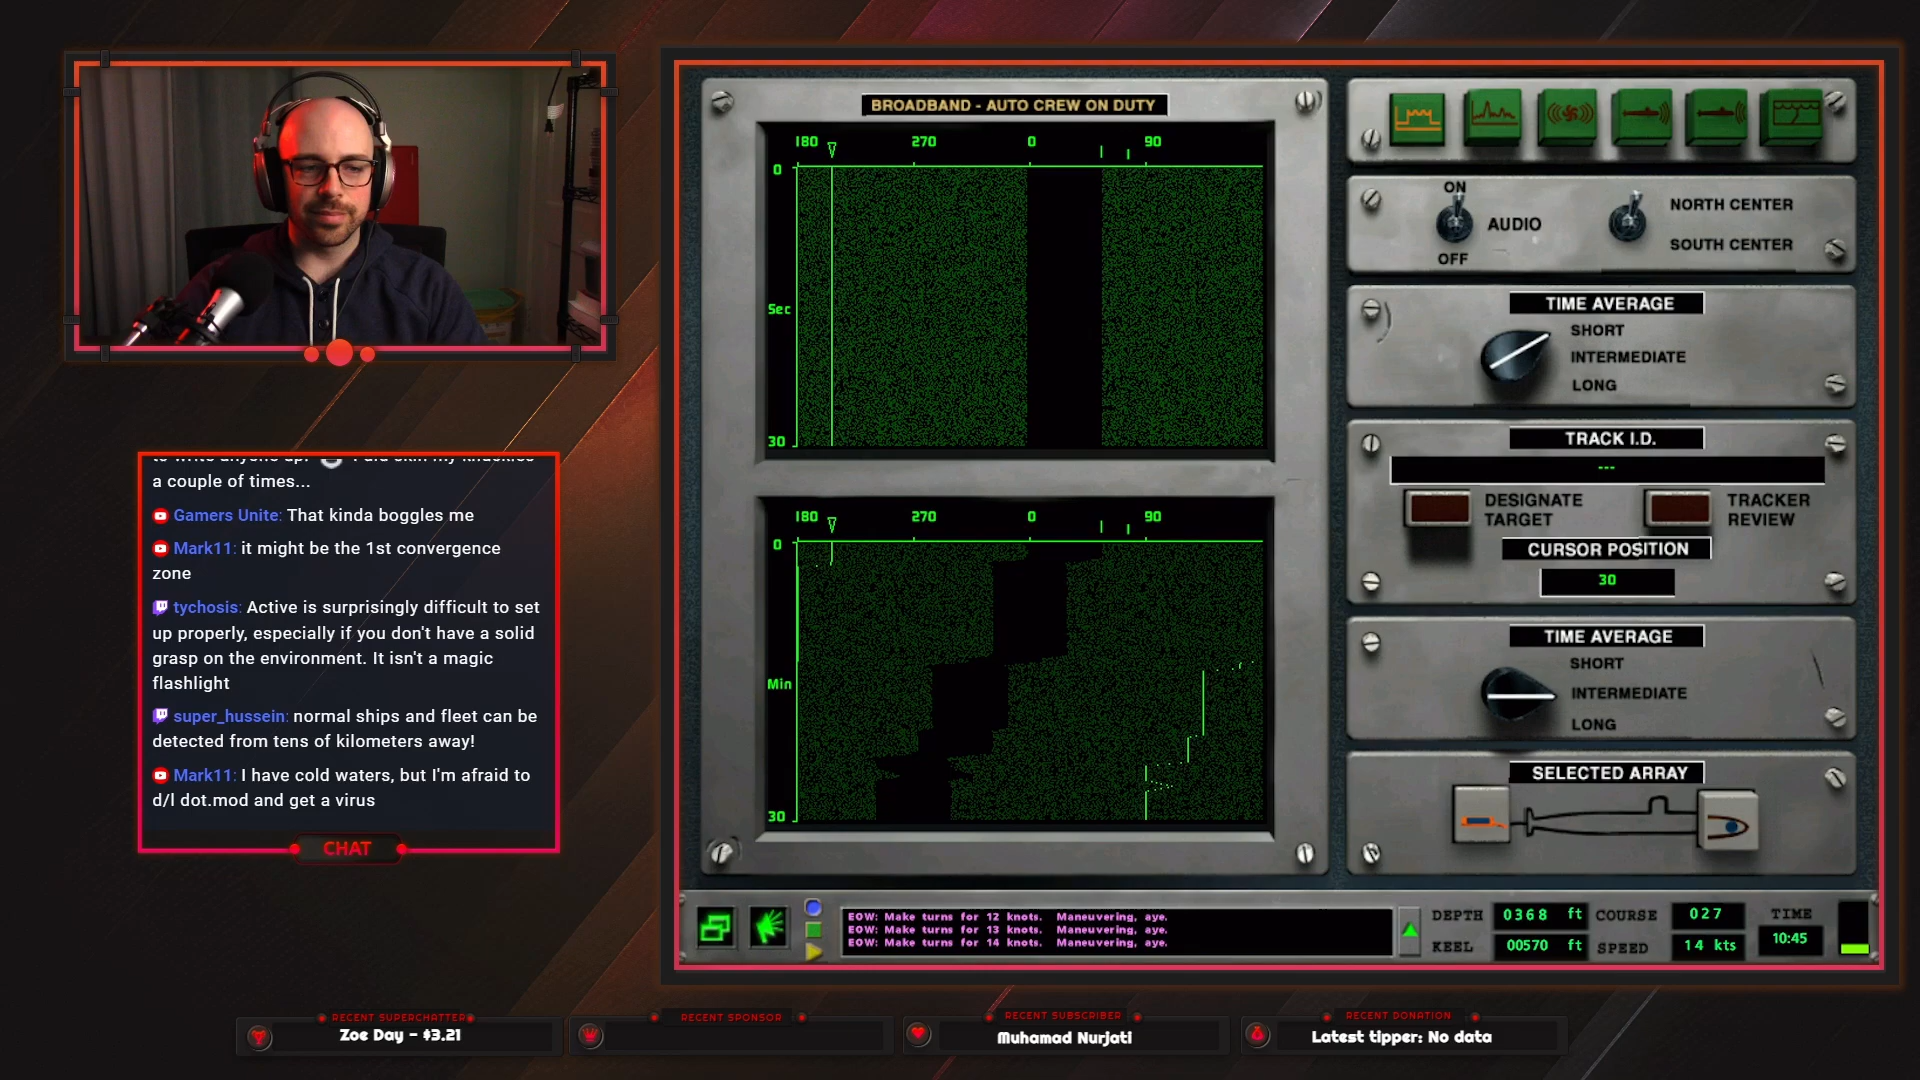 a couple of times...
Gamers Unite: That kinda boggles me
Mark11: it might be the 1st convergence
zone
tychosis: Active is surprisingly difficult to set
up properly, especially if you don't have a solid
grasp on the environment. It isn't a magic
flashlight
super_hussein: normal ships and fleet can be
detected from tens of kilometers away!
Mark11: I have cold waters, but I'm afraid to
d/l dot.mod and get a virus
CHAT
BROADBAND - AUTO CREW ON DUTY
180 270 0 90
0
Sec
30
180 270 0 90
0
Min
30
ON
AUDIO
OFF
NORTH CENTER
SOUTH CENTER
TIME AVERAGE
SHORT
INTERMEDIATE
LONG
TRACK I.D.
---
DESIGNATE
TARGET
TRACKER
REVIEW
CURSOR POSITION
30
TIME AVERAGE
SHORT
INTERMEDIATE
LONG
SELECTED ARRAY
EOW: Make turns for 12 knots. Maneuvering, aye.
EOW: Make turns for 13 knots. Maneuvering, aye.
EOW: Make turns for 14 knots. Maneuvering, aye.
DEPTH 0368 ft COURSE 027 TIME
KEEL 00570 ft SPEED 14 kts 10:45
RECENT SUPERCHATTER
Zoe Day - $3.21
RECENT SPONSOR
RECENT SUBSCRIBER
Muhamad Nurjati
RECENT DONATION
Latest tipper: No data